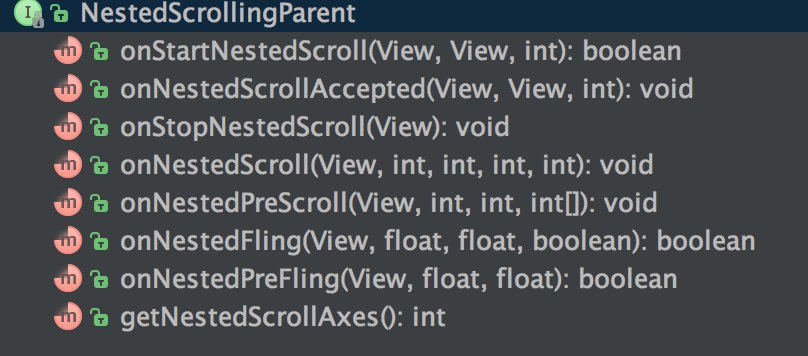 NestedScrollingParent
onStartNestedScroll(View, View, int): boolean
onNestedScrollAccepted(View, View, int): void
onStopNestedScroll(View): void
onNestedScroll(View, int, int, int, int): void
onNestedPreScroll(View, int, int, int[]): void
onNestedFling(View, float, float, boolean): boolean
onNestedPreFling(View, float, float): boolean
getNestedScrollAxes(): int